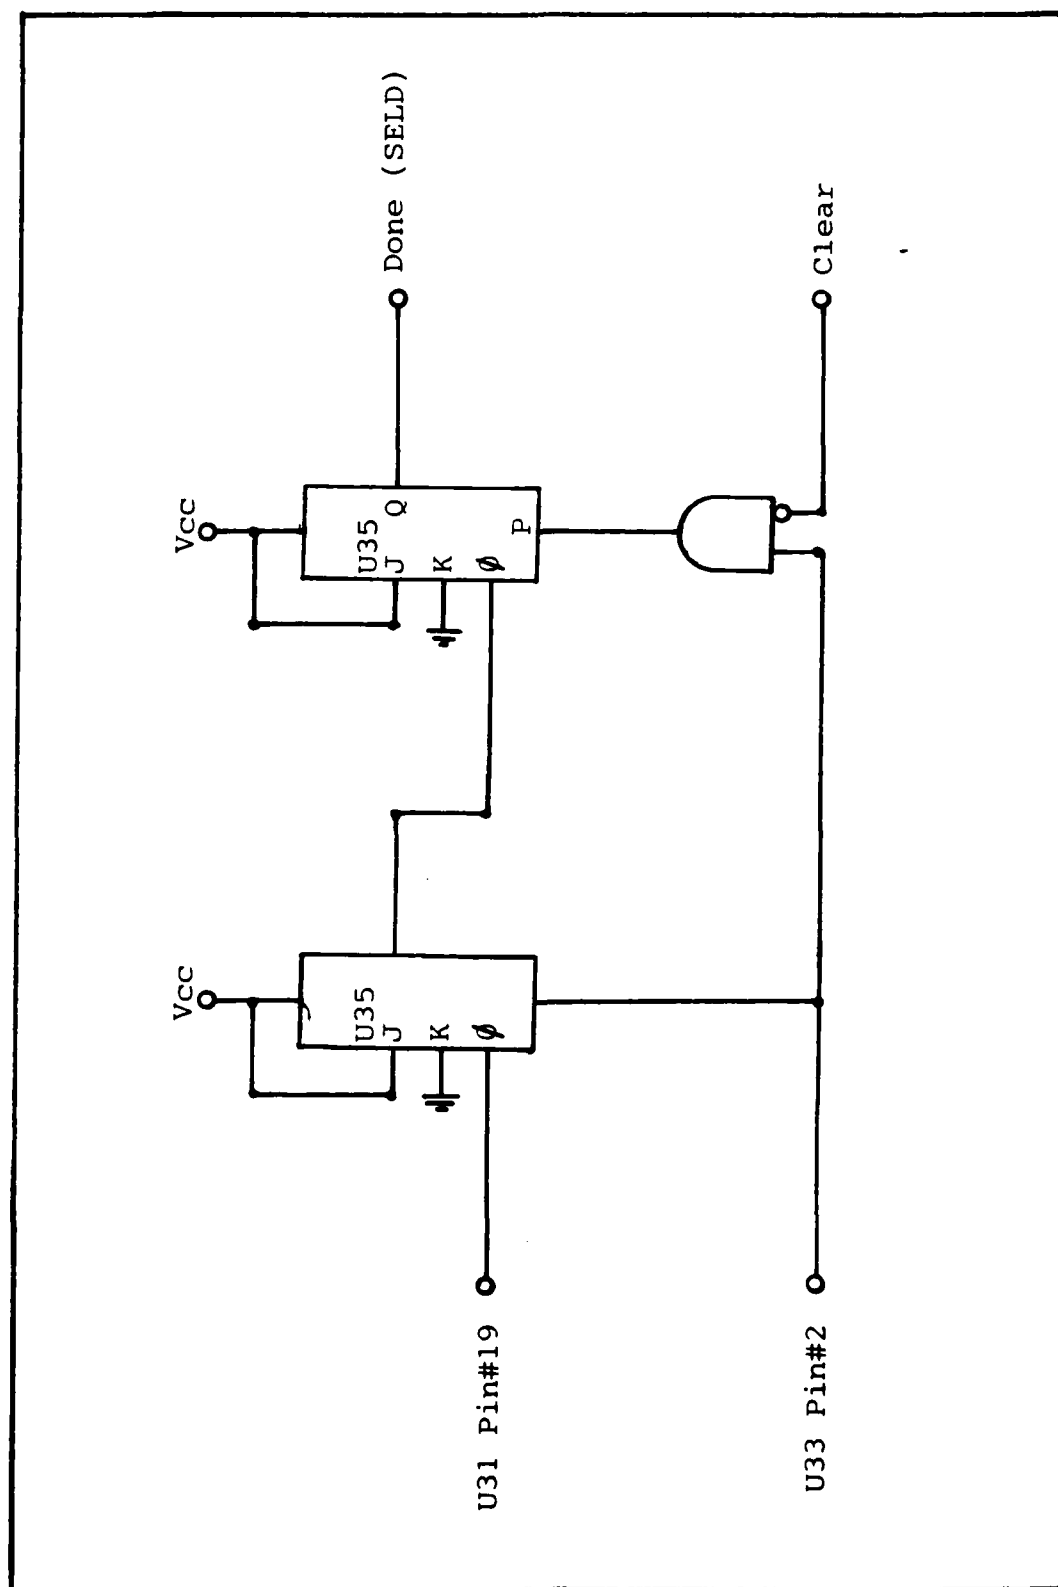 Vcc
Vcc
U35
J
K
Ø
U35
J
Q
K
Ø
P
Done (SELD)
U31 Pin#19
U33 Pin#2
Clear